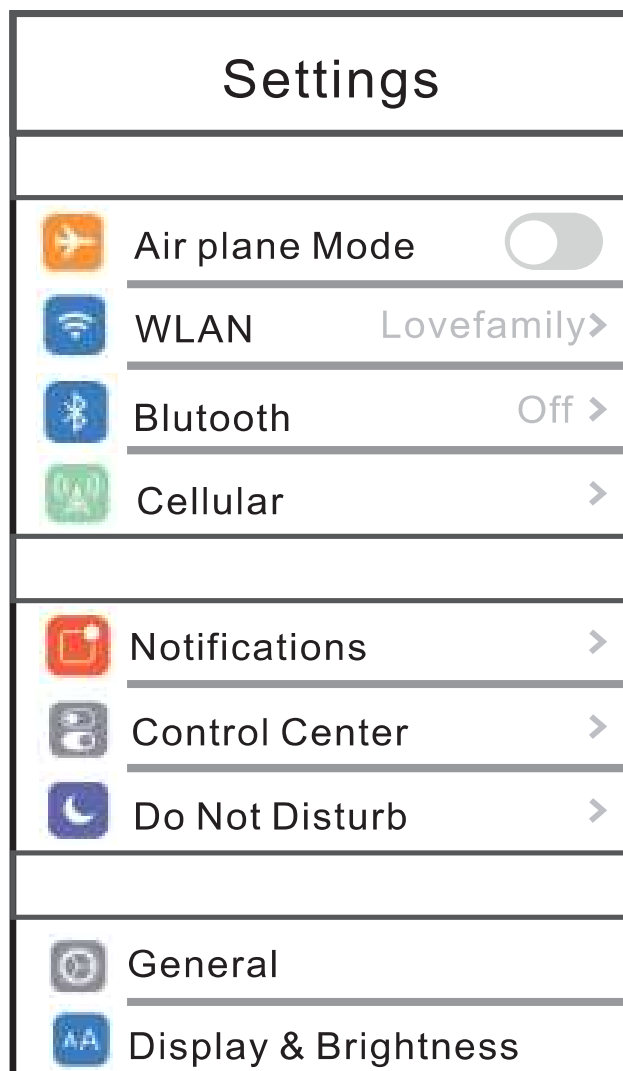 Settings
Air plane Mode
WLAN Lovefamily>
Blutooth Off >
Cellular >
Notifications >
Control Center >
Do Not Disturb >
General
AA Display & Brightness